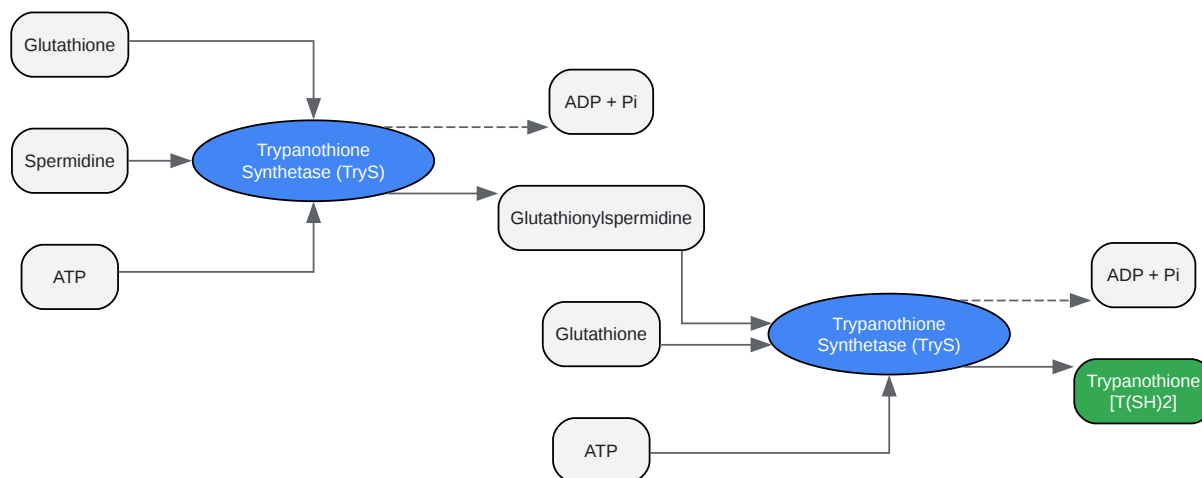 Glutathione
ADP + Pi
Trypanothione
Synthetase (TryS)
Spermidine
Glutathionylspermidine
ATP
ADP + Pi
Glutathione
Trypanothione
Synthetase (TryS)
Trypanothione
[T(SH)2]
ATP